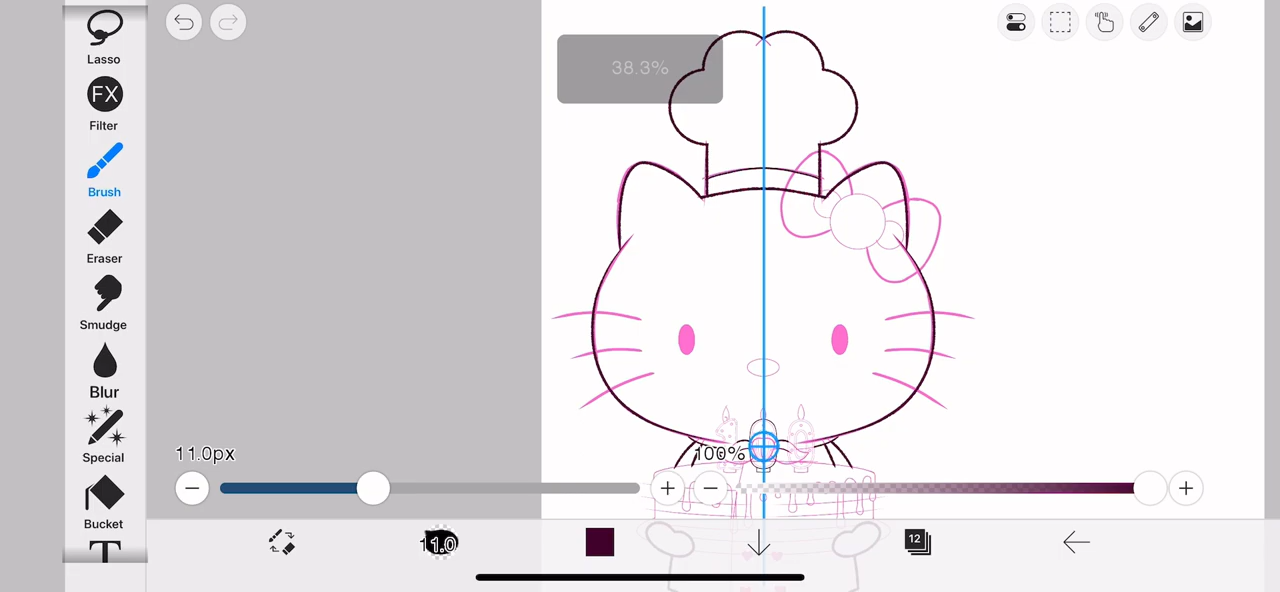 Lasso
FX
Filter
Brush
Eraser
Smudge
Blur
Special
Bucket
T
38.3%
11.0px
100%
11.0
12